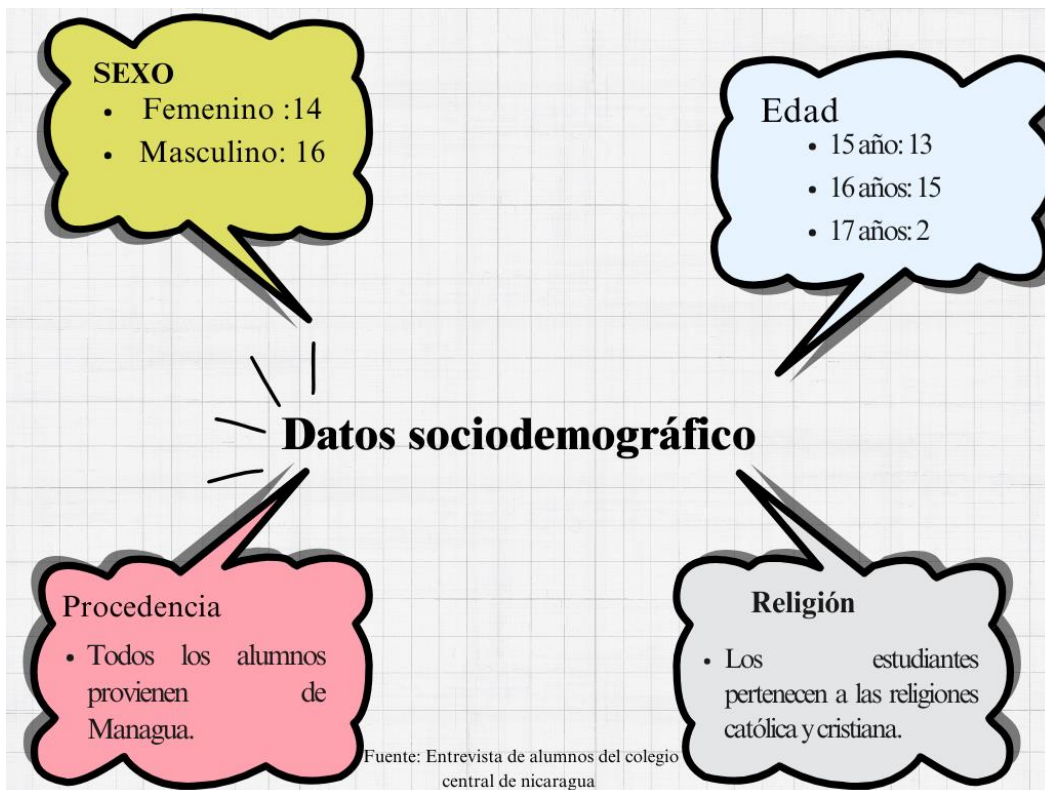 SEXO
• Femenino :14
• Masculino: 16
Edad
• 15 año: 13
• 16 años: 15
• 17 años: 2
Datos sociodemográfico
Procedencia
• Todos los alumnos
provienen de
Managua.
Religión
• Los estudiantes
pertenecen a las religiones
católica y cristiana.
Fuente: Entrevista de alumnos del colegio
central de nicaragua